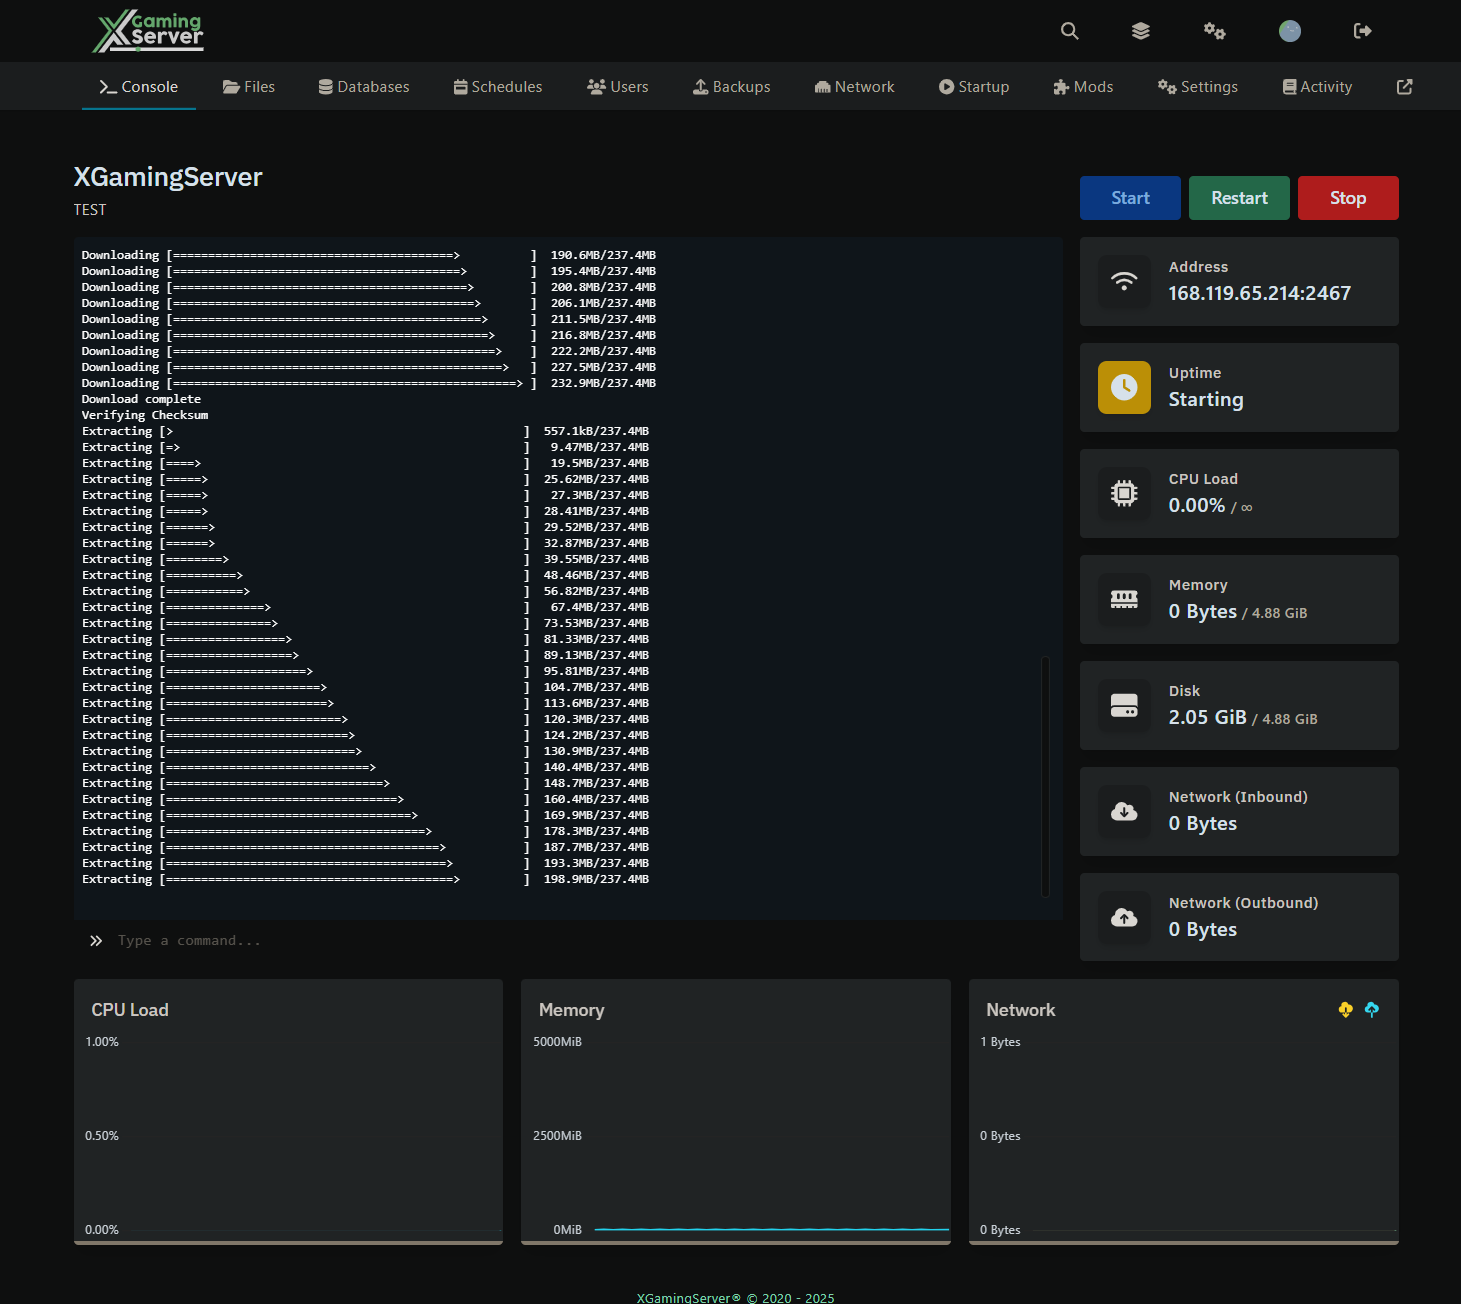 Gaming
XServer
Console Files Databases Schedules Users Backups Network Startup Mods Settings Activity
XGamingServer
TEST
Start Restart Stop
Downloading [========================================>          ]  190.6MB/237.4MB
Downloading [=========================================>         ]  195.4MB/237.4MB
Downloading [==========================================>        ]  200.8MB/237.4MB
Downloading [===========================================>       ]  206.1MB/237.4MB
Downloading [============================================>      ]  211.5MB/237.4MB
Downloading [=============================================>     ]  216.8MB/237.4MB
Downloading [==============================================>    ]  222.2MB/237.4MB
Downloading [===============================================>   ]  227.5MB/237.4MB
Downloading [=================================================> ]  232.9MB/237.4MB
Download complete
Verifying Checksum
Extracting [>                                                  ]  557.1kB/237.4MB
Extracting [=>                                                 ]   9.47MB/237.4MB
Extracting [====>                                              ]   19.5MB/237.4MB
Extracting [=====>                                             ]  25.62MB/237.4MB
Extracting [=====>                                             ]   27.3MB/237.4MB
Extracting [=====>                                             ]  28.41MB/237.4MB
Extracting [======>                                            ]  29.52MB/237.4MB
Extracting [======>                                            ]  32.87MB/237.4MB
Extracting [========>                                          ]  39.55MB/237.4MB
Extracting [==========>                                        ]  48.46MB/237.4MB
Extracting [===========>                                       ]  56.82MB/237.4MB
Extracting [==============>                                    ]   67.4MB/237.4MB
Extracting [===============>                                   ]  73.53MB/237.4MB
Extracting [=================>                                 ]  81.33MB/237.4MB
Extracting [==================>                                ]  89.13MB/237.4MB
Extracting [====================>                              ]  95.81MB/237.4MB
Extracting [======================>                            ]  104.7MB/237.4MB
Extracting [=======================>                           ]  113.6MB/237.4MB
Extracting [=========================>                         ]  120.3MB/237.4MB
Extracting [==========================>                        ]  124.2MB/237.4MB
Extracting [===========================>                       ]  130.9MB/237.4MB
Extracting [=============================>                     ]  140.4MB/237.4MB
Extracting [===============================>                   ]  148.7MB/237.4MB
Extracting [=================================>                 ]  160.4MB/237.4MB
Extracting [===================================>               ]  169.9MB/237.4MB
Extracting [=====================================>             ]  178.3MB/237.4MB
Extracting [=======================================>           ]  187.7MB/237.4MB
Extracting [========================================>          ]  193.3MB/237.4MB
Extracting [=========================================>         ]  198.9MB/237.4MB
Type a command...
Address
168.119.65.214:2467
Uptime
Starting
CPU Load
0.00% / ∞
Memory
0 Bytes / 4.88 GiB
Disk
2.05 GiB / 4.88 GiB
Network (Inbound)
0 Bytes
Network (Outbound)
0 Bytes
CPU Load
1.00%
0.50%
0.00%
Memory
5000MiB
2500MiB
0MiB
Network
1 Bytes
0 Bytes
0 Bytes
XGamingServer® © 2020 - 2025